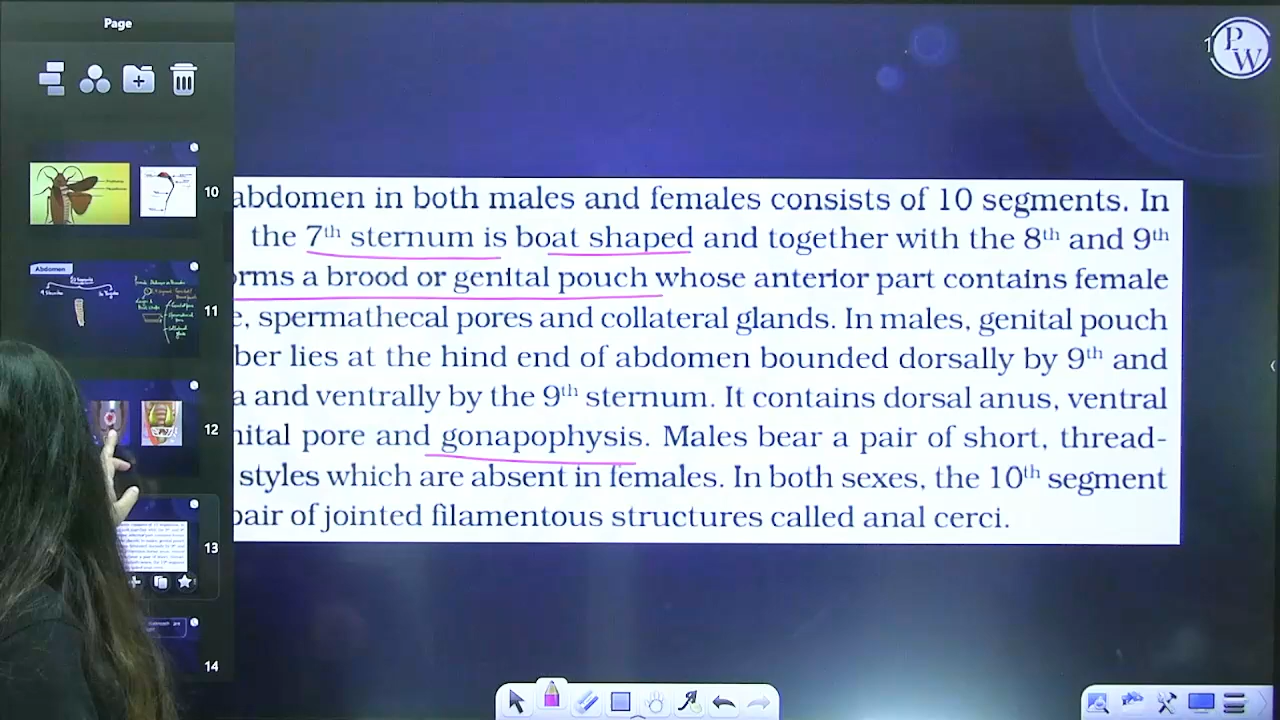 Page
PW
abdomen in both males and females consists of 10 segments. In
the 7th sternum is boat shaped and together with the 8th and 9th
orms a brood or genital pouch whose anterior part contains female
e, spermathecal pores and collateral glands. In males, genital pouch
ber lies at the hind end of abdomen bounded dorsally by 9th and
a and ventrally by the 9th sternum. It contains dorsal anus, ventral
nital pore and gonapophysis. Males bear a pair of short, thread-
styles which are absent in females. In both sexes, the 10th segment
pair of jointed filamentous structures called anal cerci.
10
Abdomen
11
12
13
14